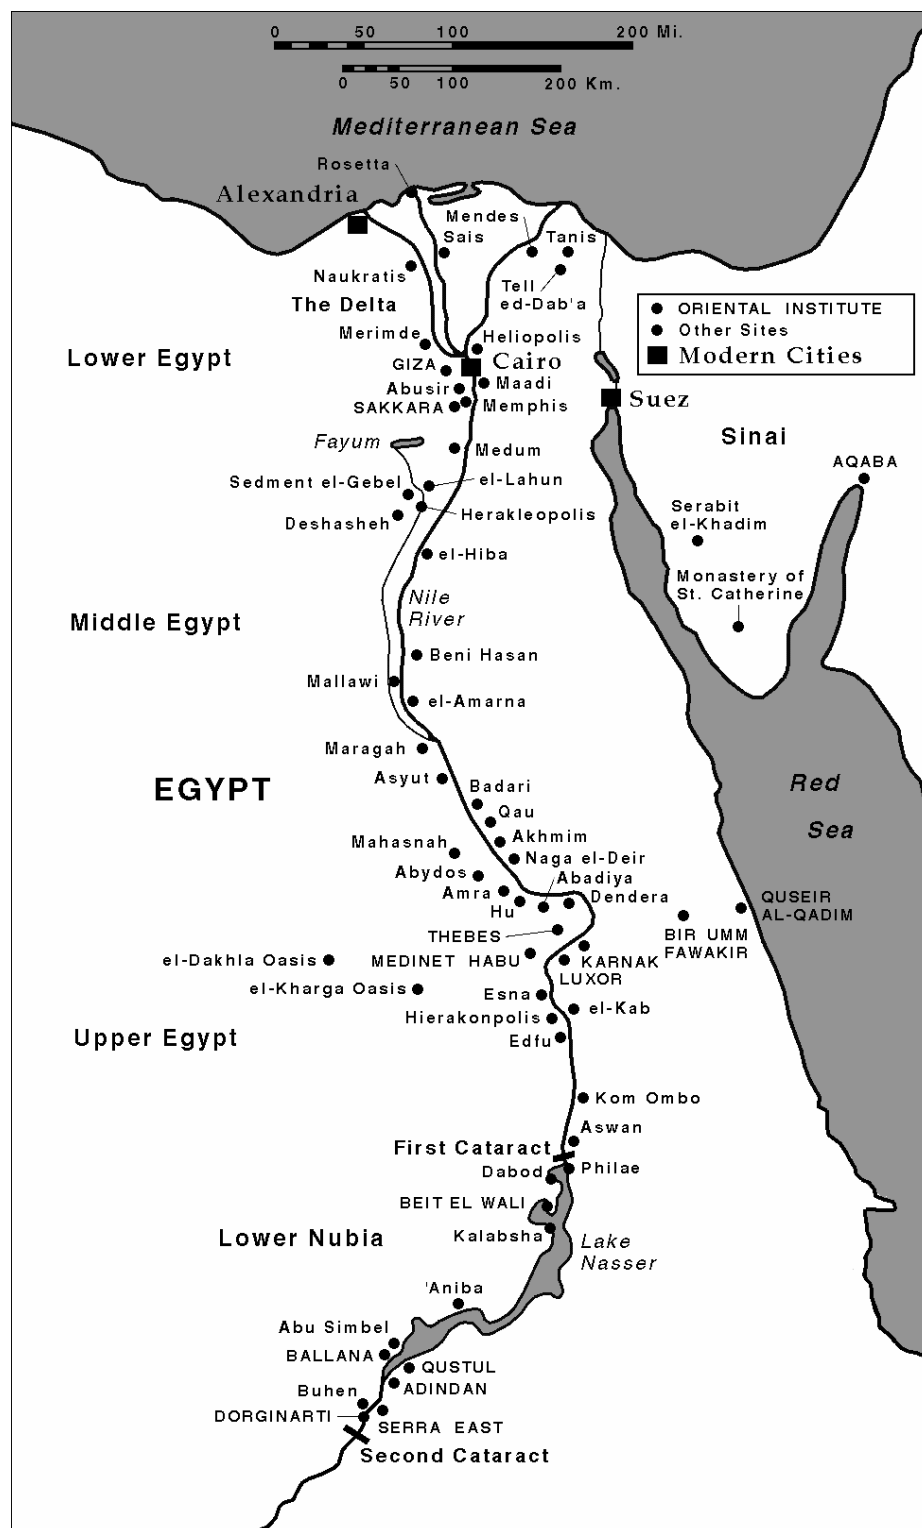 0 50 100 200 Mi.
0 50 100 200 Km.
Mediterranean Sea
Rosetta
Alexandria
Mendes
Sais
Tanis
Naukratis
Tell
ed-Dab'a
The Delta
ORIENTAL INSTITUTE
Other Sites
Modern Cities
Merimde
Heliopolis
Lower Egypt
GIZA
Cairo
Abusir
Maadi
SAKKARA
Memphis
Suez
Fayum
Medum
Sinai
AQABA
Sedment el-Gebel
el-Lahun
Deshasheh
Herakleopolis
Serabit
el-Khadim
el-Hiba
Monastery of
St. Catherine
Nile
River
Middle Egypt
Beni Hasan
Mallawi
el-Amarna
Maragah
Asyut
EGYPT
Badari
Red
Sea
Qau
Akhmim
Mahasnah
Naga el-Deir
Abydos
Abadiya
Amra
Dendera
Hu
QUSEIR
AL-QADIM
THEBES
BIR UMM
FAWAKIR
el-Dakhla Oasis
MEDINET HABU
KARNAK
LUXOR
el-Kharga Oasis
Esna
el-Kab
Hierakonpolis
Upper Egypt
Edfu
Kom Ombo
Aswan
First Cataract
Dabod
Philae
BEIT EL WALI
Lower Nubia
Kalabsha
Lake
Nasser
'Aniba
Abu Simbel
BALLANA
QUSTUL
ADINDAN
Buhen
DORGINARTI
SERRA EAST
Second Cataract